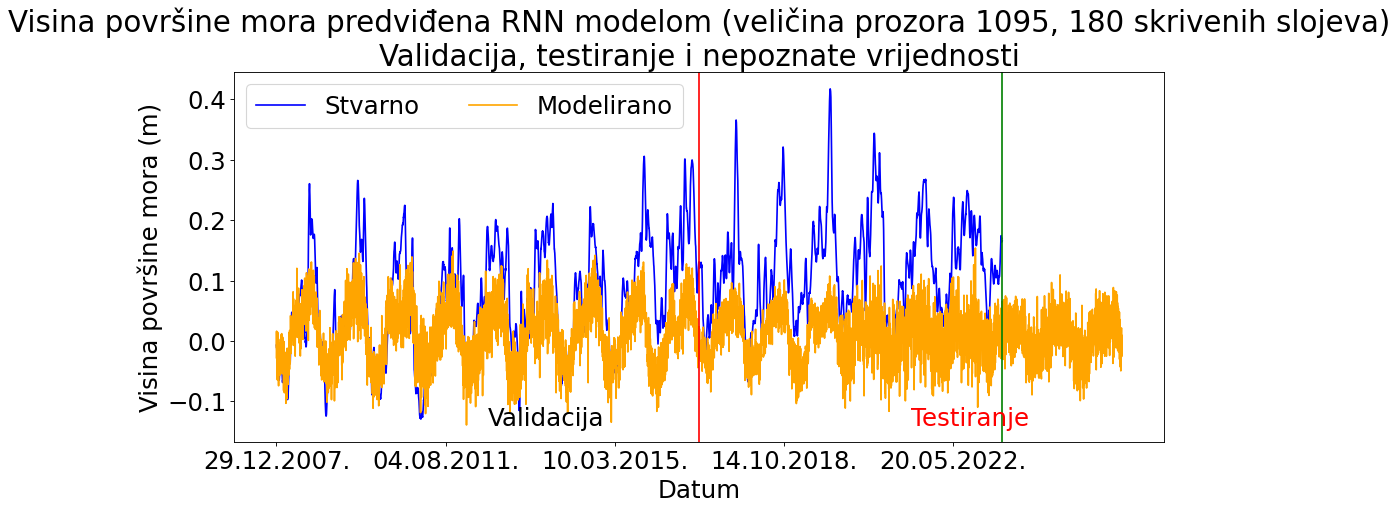 Visina površine mora predviđena RNN modelom (veličina prozora 1095, 180 skrivenih slojeva)
Validacija, testiranje i nepoznate vrijednosti
Stvarno
Modelirano
Visina površine mora (m)
0.4
0.3
0.2
0.1
0.0
−0.1
Validacija
Testiranje
29.12.2007.
04.08.2011.
10.03.2015.
14.10.2018.
20.05.2022.
Datum